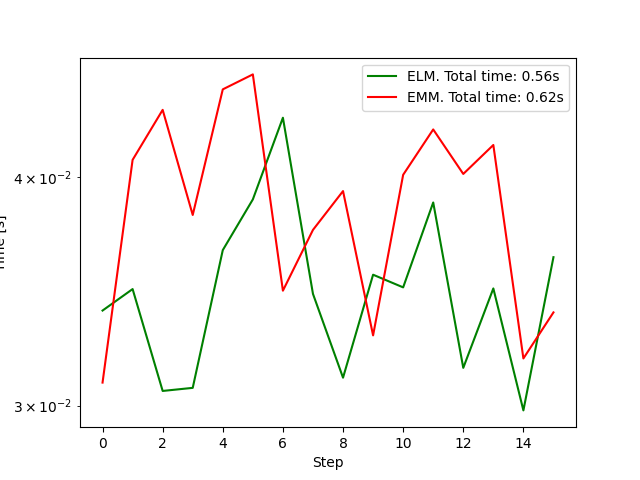 ELM. Total time: 0.56s
EMM. Total time: 0.62s
4 × 10⁻²
3 × 10⁻²
0 2 4 6 8 10 12 14
Step